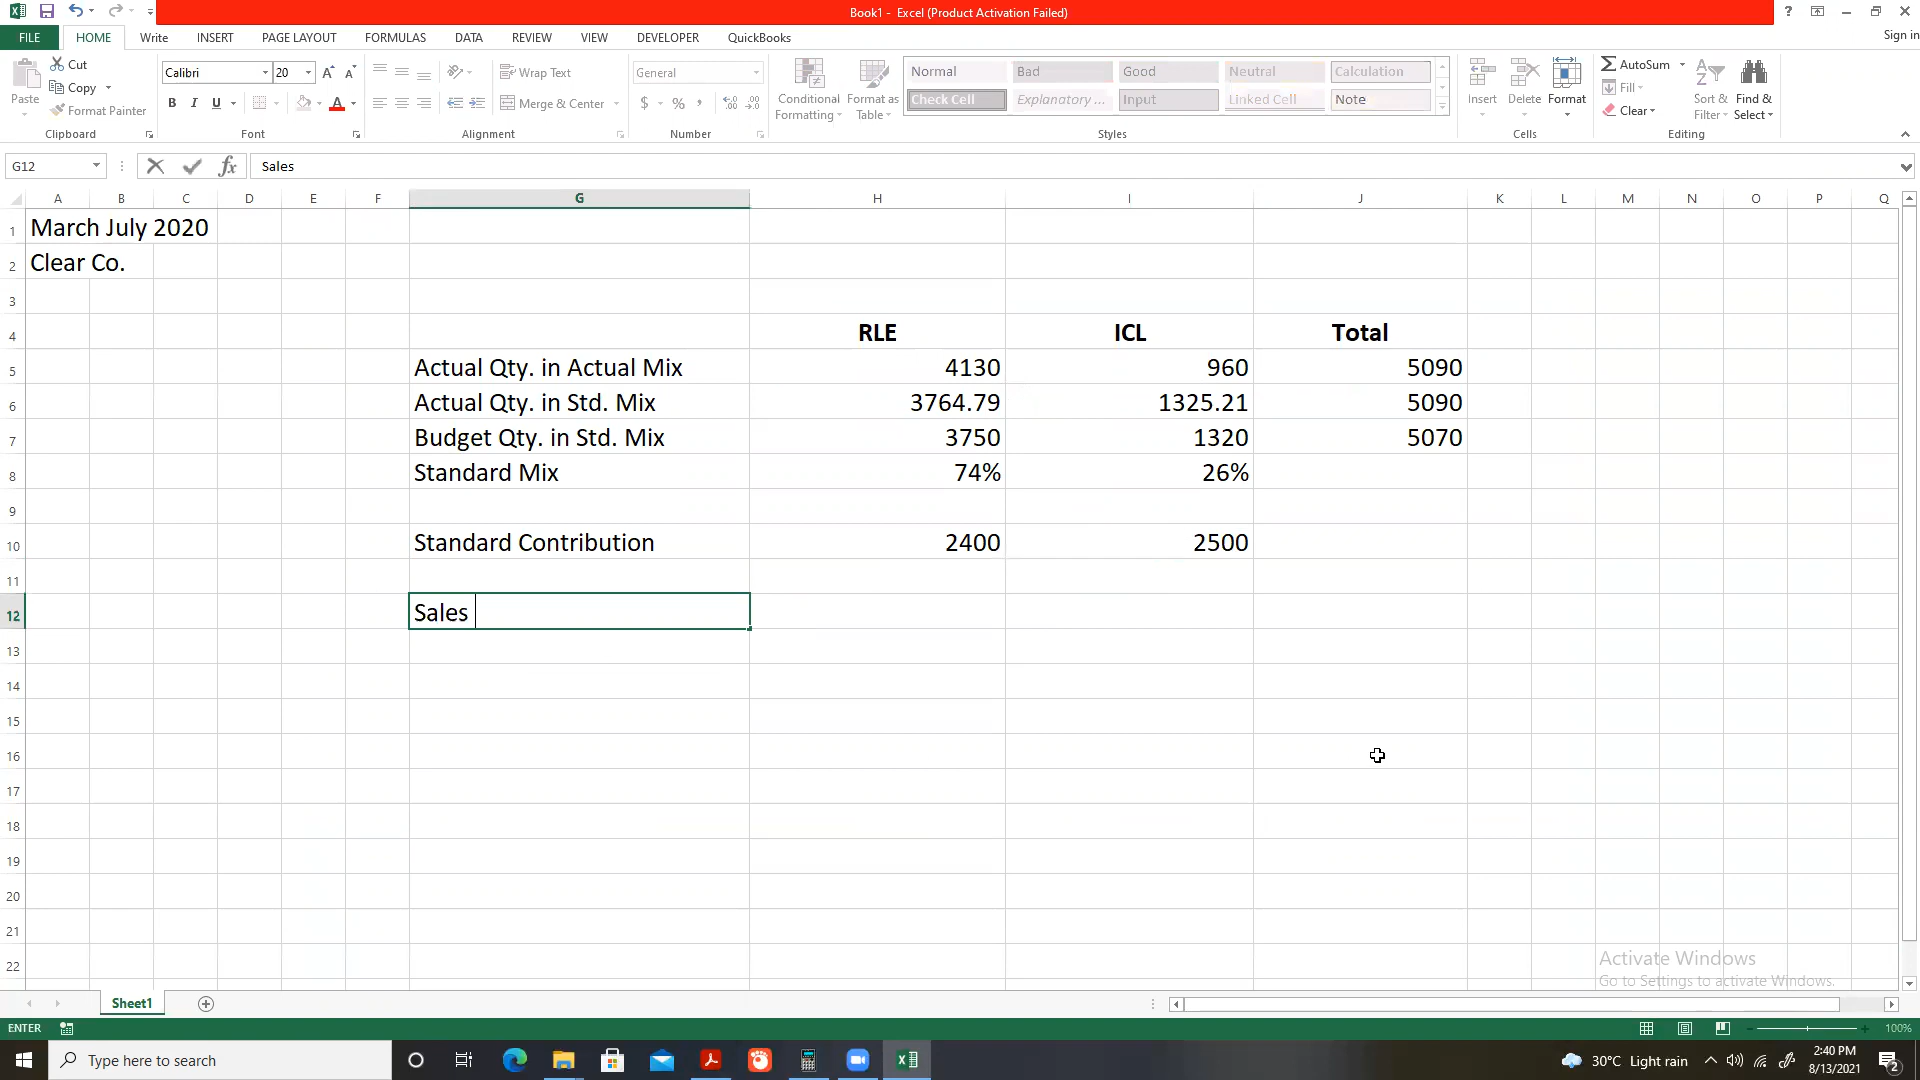 Book1 - Excel (Product Activation Failed)
FILE HOME Write INSERT PAGE LAYOUT FORMULAS DATA REVIEW VIEW DEVELOPER QuickBooks Sign in
Paste
Cut
Copy
Format Painter
Clipboard
Calibri 20
B I U
Font
Wrap Text
Merge & Center
Alignment
General
$ % ,
Number
Conditional Formatting
Format as Table
Normal Bad Good Neutral Calculation
Check Cell Explanatory ... Input Linked Cell Note
Styles
Insert Delete Format
Cells
AutoSum
Fill
Clear
Sort & Filter
Find & Select
Editing
G12 fx Sales
A B C D E F G H I J K L M N O P Q
1 March July 2020
2 Clear Co.
3
4 RLE ICL Total
5 Actual Qty. in Actual Mix 4130 960 5090
6 Actual Qty. in Std. Mix 3764.79 1325.21 5090
7 Budget Qty. in Std. Mix 3750 1320 5070
8 Standard Mix 74% 26%
9
10 Standard Contribution 2400 2500
11
12 Sales
13
14
15
16
17
18
19
20
21
22
Activate Windows
Go to Settings to activate Windows.
Sheet1
ENTER 100%
Type here to search
30°C Light rain
2:40 PM
8/13/2021
2